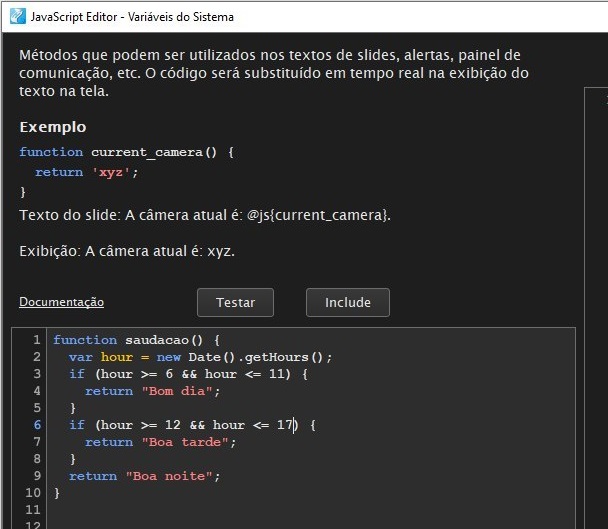 JavaScript Editor - Variáveis do Sistema
Métodos que podem ser utilizados nos textos de slides, alertas, painel de
comunicação, etc. O código será substituído em tempo real na exibição do
texto na tela.
Exemplo
function current_camera() {
  return 'xyz';
}
Texto do slide: A câmera atual é: @js{current_camera}.
Exibição: A câmera atual é: xyz.
Documentação Testar Include
1 function saudacao() {
2   var hour = new Date().getHours();
3   if (hour >= 6 && hour <= 11) {
4     return "Bom dia";
5   }
6   if (hour >= 12 && hour <= 17) {
7     return "Boa tarde";
8   }
9   return "Boa noite";
10 }
11
12